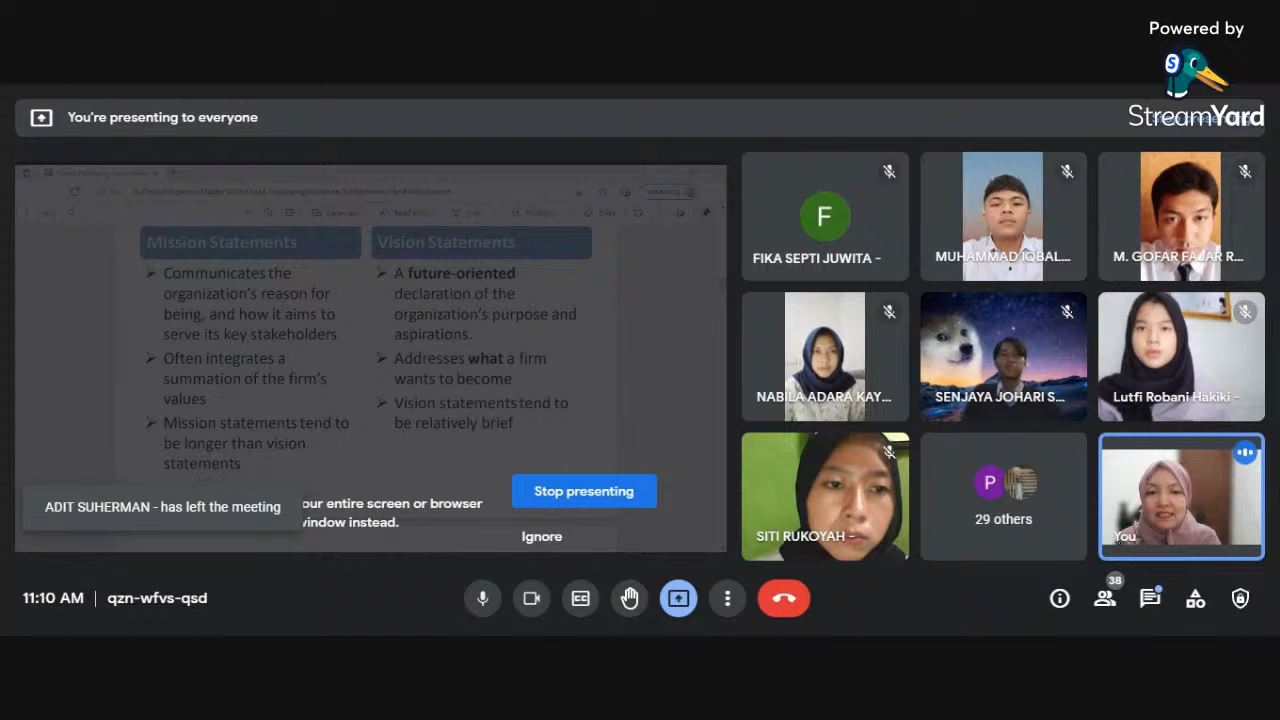 Powered by
StreamYard
You're presenting to everyone
Mission Statements
Communicates the
organization's reason for
being, and how it aims to
serve its key stakeholders
Often integrates a
summation of the firm's
values
Mission statements tend to
be longer than vision
statements
Vision Statements
A future-oriented
declaration of the
organization's purpose and
aspirations.
Addresses what a firm
wants to become
Vision statements tend to
be relatively brief
ADIT SUHERMAN - has left the meeting
our entire screen or browser
window instead.
Stop presenting
Ignore
F
FIKA SEPTI JUWITA -
MUHAMMAD IQBAL...
M. GOFAR FAJAR R...
NABILA ADARA KAY...
SENJAYA JOHARI S...
Lutfi Robani Hakiki -
SITI RUKOYAH -
P
29 others
You
11:10 AM | qzn-wfvs-qsd
38